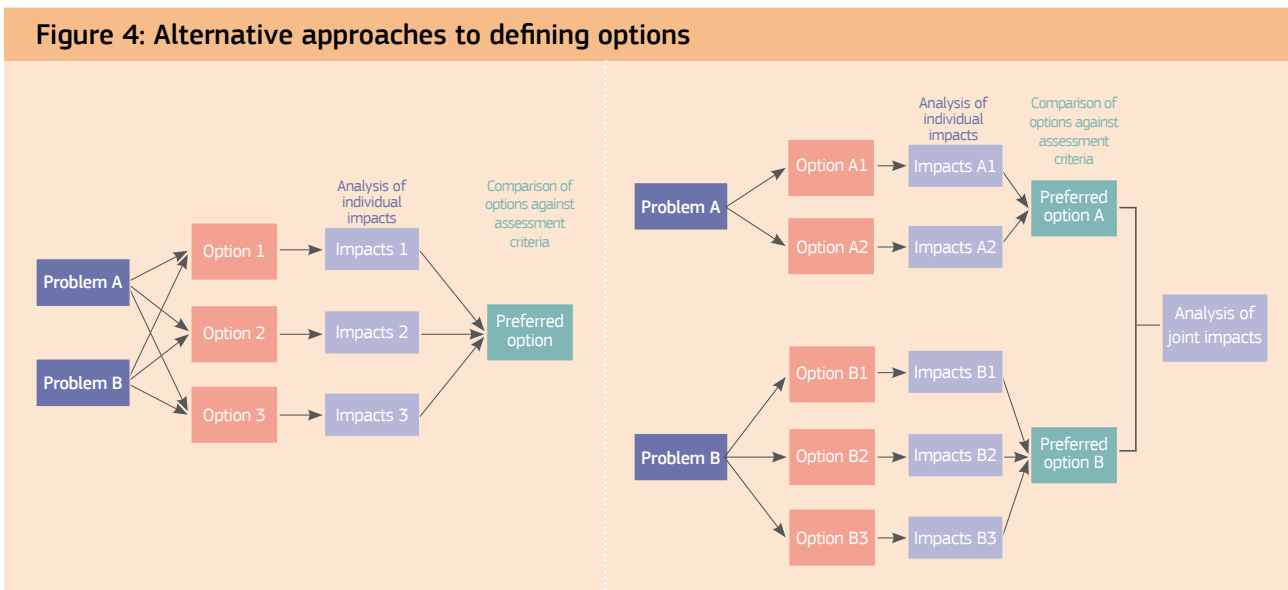 Figure 4: Alternative approaches to defining options
Analysis of
individual
impacts
Comparison of
options against
assessment
criteria
Problem A
Problem B
Option 1
Impacts 1
Option 2
Impacts 2
Option 3
Impacts 3
Preferred
option
Analysis of
individual
impacts
Comparison of
options against
assessment
criteria
Problem A
Option A1
Impacts A1
Option A2
Impacts A2
Preferred
option A
Problem B
Option B1
Impacts B1
Option B2
Impacts B2
Option B3
Impacts B3
Preferred
option B
Analysis of
joint impacts